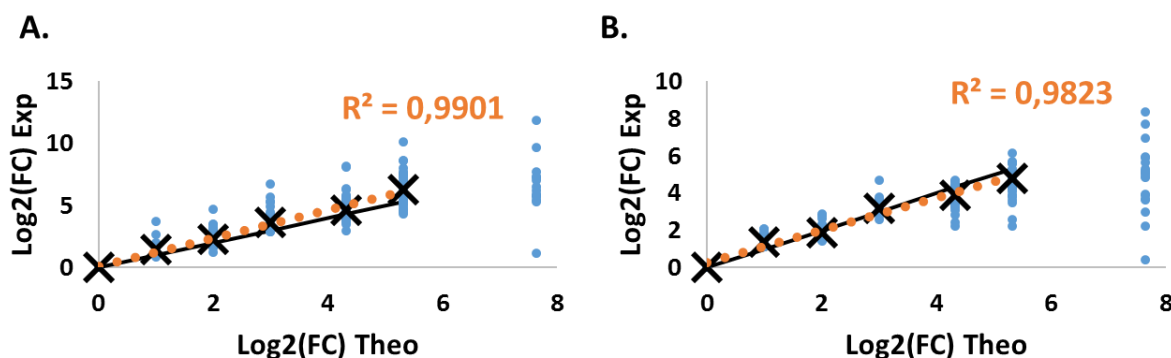 A.
R² = 0,9901
Log2(FC) Exp
15
10
5
0
0 2 4 6 8
Log2(FC) Theo
B.
R² = 0,9823
Log2(FC) Exp
10
8
6
4
2
0
0 2 4 6 8
Log2(FC) Theo